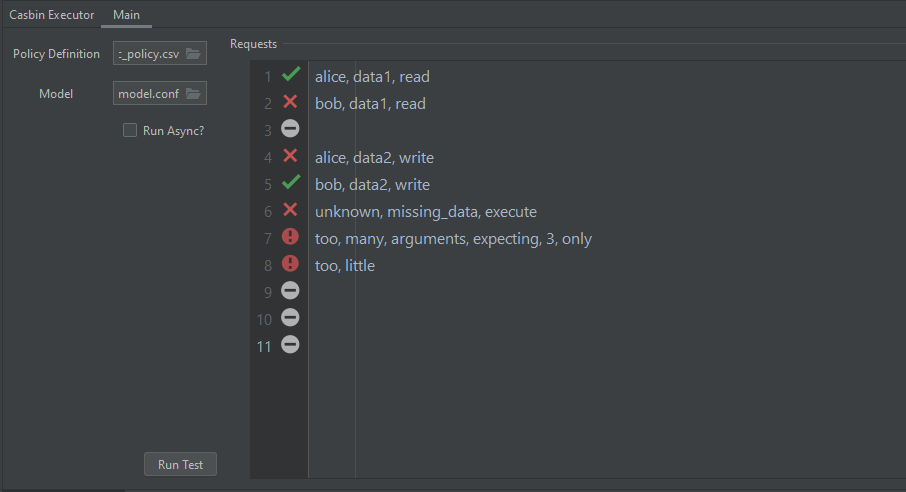 Casbin Executor Main
Policy Definition :_policy.csv
Model model.conf
Run Async?
Requests
1 alice, data1, read
2 bob, data1, read
3
4 alice, data2, write
5 bob, data2, write
6 unknown, missing_data, execute
7 too, many, arguments, expecting, 3, only
8 too, little
9
10
11
Run Test